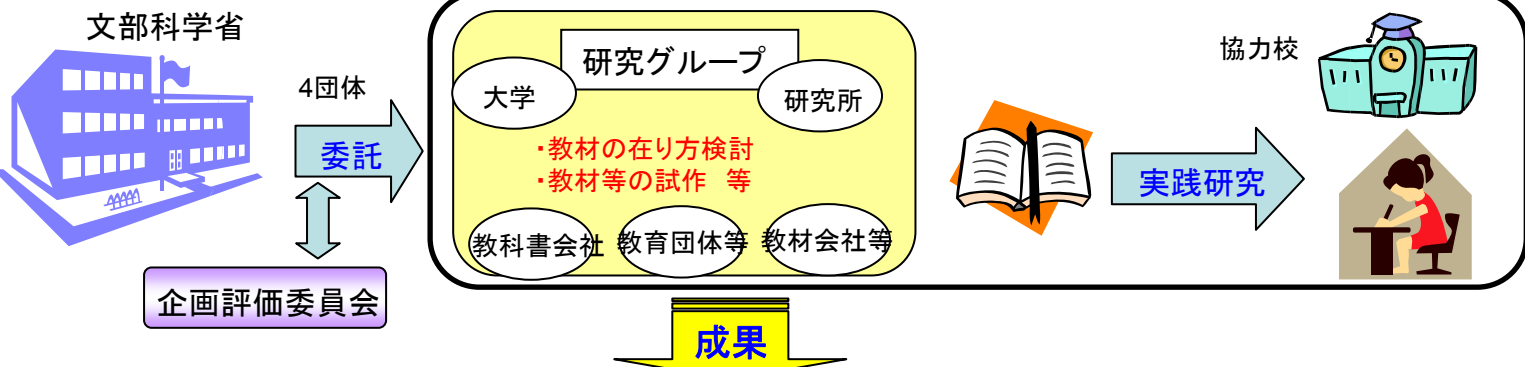 文部科学省
4団体
委託
企画評価委員会
研究グループ
大学
研究所
・教材の在り方検討
・教材等の試作　等
教科書会社
教育団体等
教材会社等
実践研究
協力校
成果